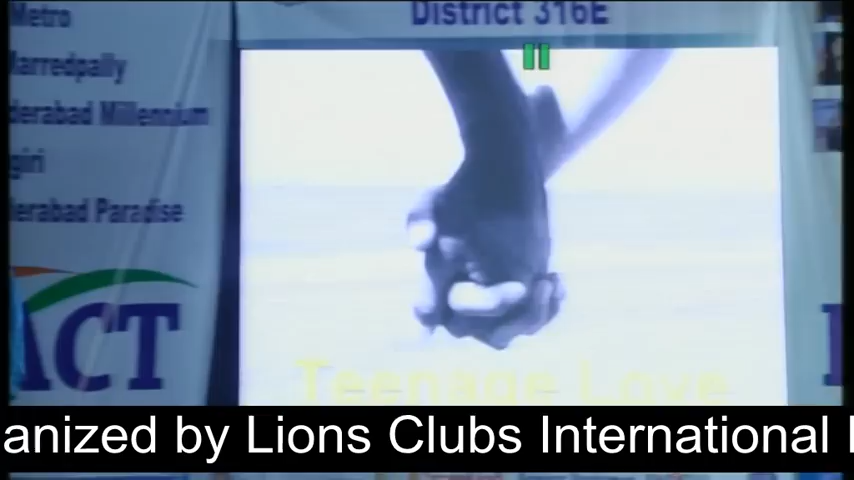 District 316E
Metro
Marredpally
derabad Millennium
giri
derabad Paradise
ACT
Teenage Love
anized by Lions Clubs International